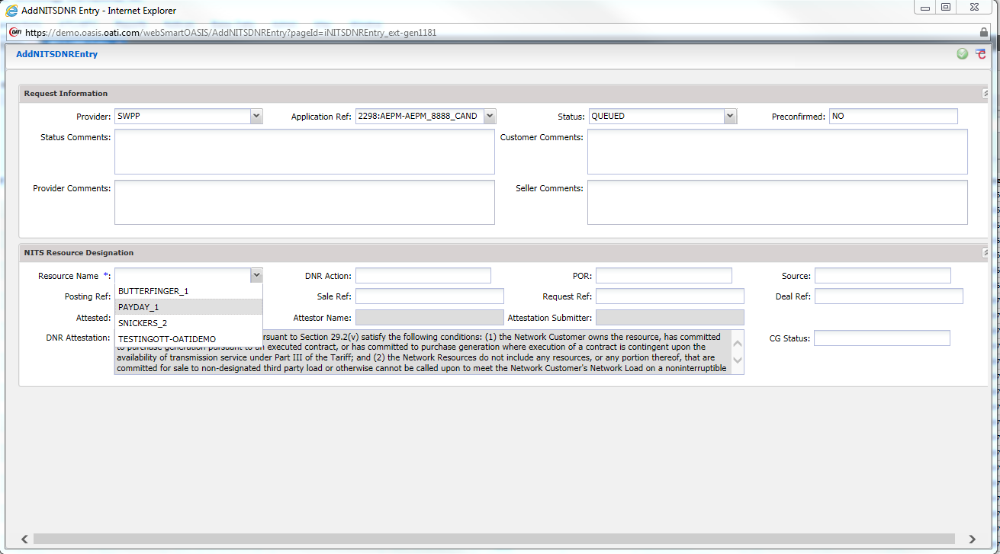 AddNITSDNR Entry - Internet Explorer
OATI https://demo.oasis.oati.com/webSmartOASIS/AddNITSDNREntry?pageId=iNITSDNREntry_ext-gen1181
AddNITSDNREntry
Request Information
Provider: SWPP Application Ref: 2298:AEPM-AEPM_8888_CAND Status: QUEUED Preconfirmed: NO
Status Comments: Customer Comments:
Provider Comments: Seller Comments:
NITS Resource Designation
Resource Name *: DNR Action: POR: Source:
BUTTERFINGER_1
Posting Ref: Sale Ref: Request Ref: Deal Ref:
PAYDAY_1
Attested: SNICKERS_2 Attestor Name: Attestation Submitter:
TESTINGOTT-OATIDEMO
DNR Attestation: rsuant to Section 29.2(v) satisfy the following conditions: (1) the Network Customer owns the resource, has committed CG Status:
to purchase generation pursuant to an executed contract, or has committed to purchase generation where execution of a contract is contingent upon the
availability of transmission service under Part III of the Tariff; and (2) the Network Resources do not include any resources, or any portion thereof, that are
committed for sale to non-designated third party load or otherwise cannot be called upon to meet the Network Customer's Network Load on a noninterruptible